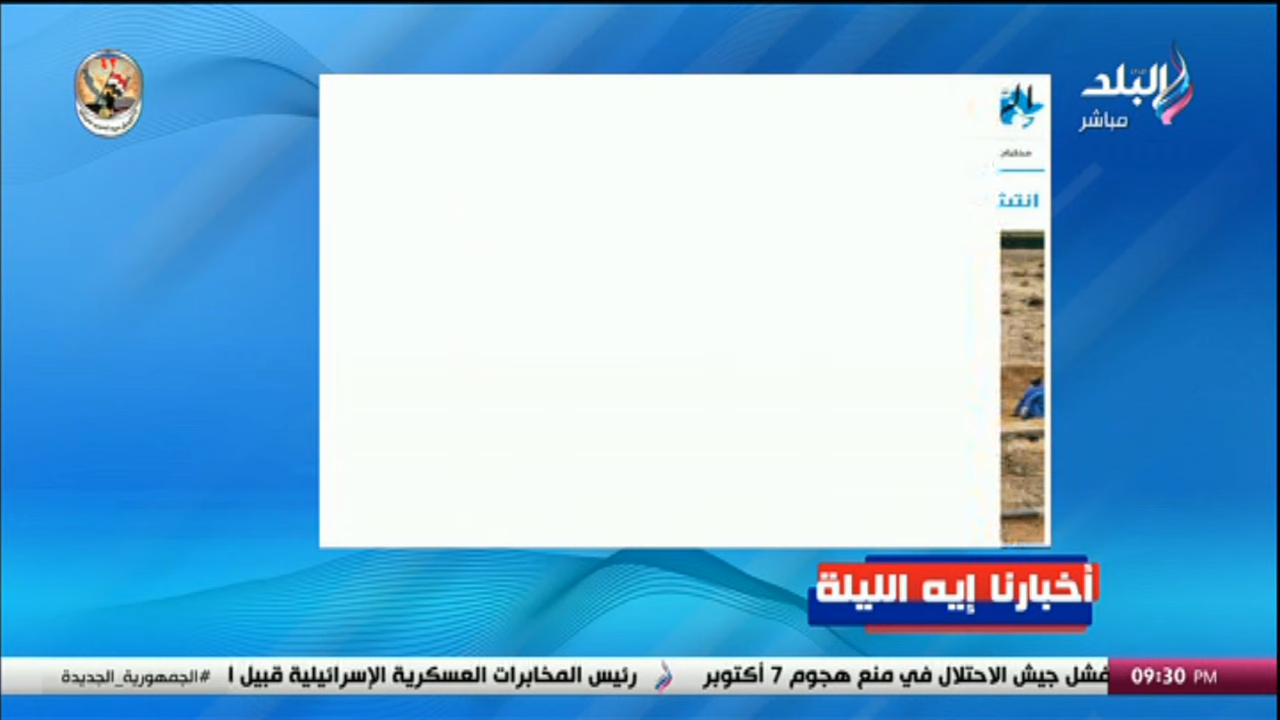 البلد
مباشر
انتش
أخبارنا إيه الليلة
فشل جيش الاحتلال في منع هجوم 7 أكتوبر
رئيس المخابرات العسكرية الإسرائيلية قبيل ا
#الجمهورية_الجديدة
09:30 PM